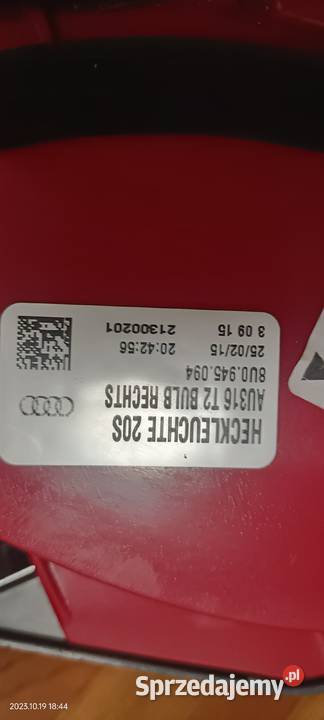 HECKLEUCHTE 20S
AU316 T2 BULB RECHTS
8U0.945.094
25/02/15 20:42:56
3 09 15 21300201
2023.10.19 18:44
Sprzedajemy.pl